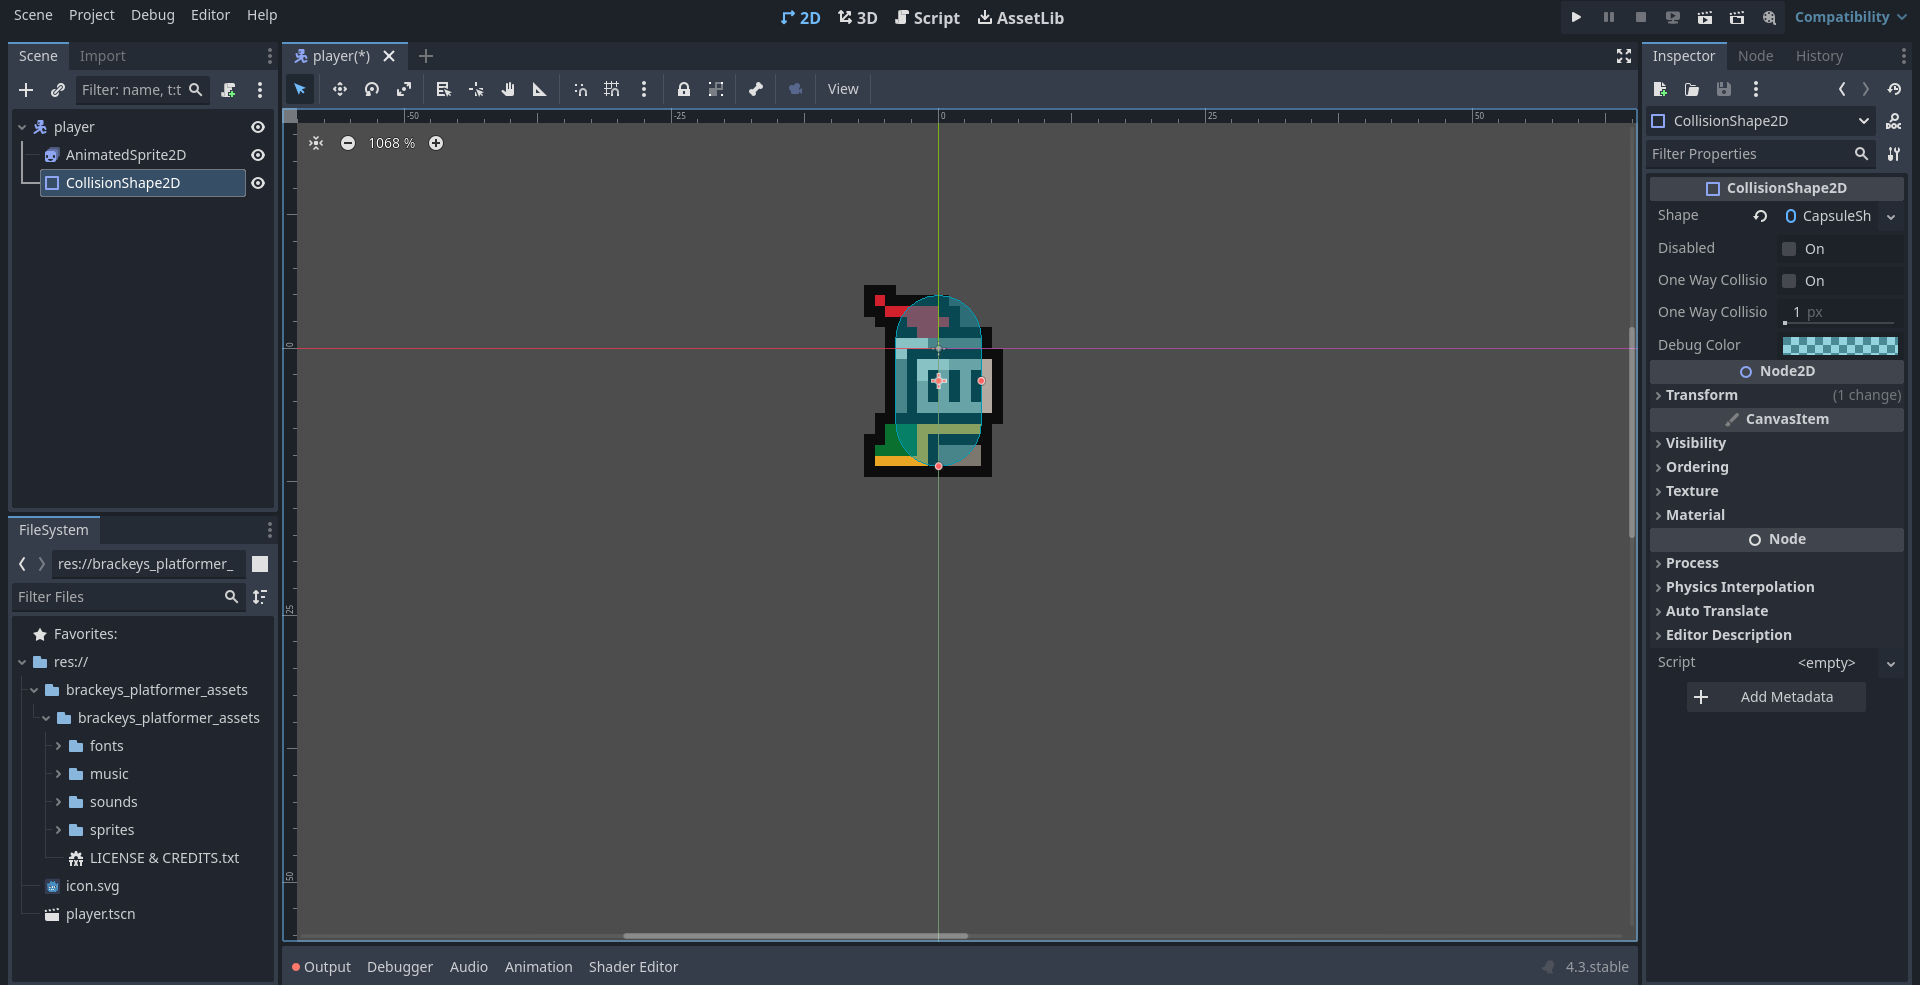 Scene Project Debug Editor Help
2D 3D Script AssetLib
Compatibility
Scene Import
Filter: name, t:t
player
AnimatedSprite2D
CollisionShape2D
FileSystem
res://brackeys_platformer_
Filter Files
Favorites:
res://
brackeys_platformer_assets
brackeys_platformer_assets
fonts
music
sounds
sprites
LICENSE & CREDITS.txt
icon.svg
player.tscn
player(*)
View
-50 -25 0 25 50
1068 %
0
25
50
Output Debugger Audio Animation Shader Editor
4.3.stable
Inspector Node History
CollisionShape2D
DOC
Filter Properties
CollisionShape2D
Shape CapsuleSh
Disabled On
One Way Collisio On
One Way Collisio 1 px
Debug Color
Node2D
Transform (1 change)
CanvasItem
Visibility
Ordering
Texture
Material
Node
Process
Physics Interpolation
Auto Translate
Editor Description
Script <empty>
Add Metadata